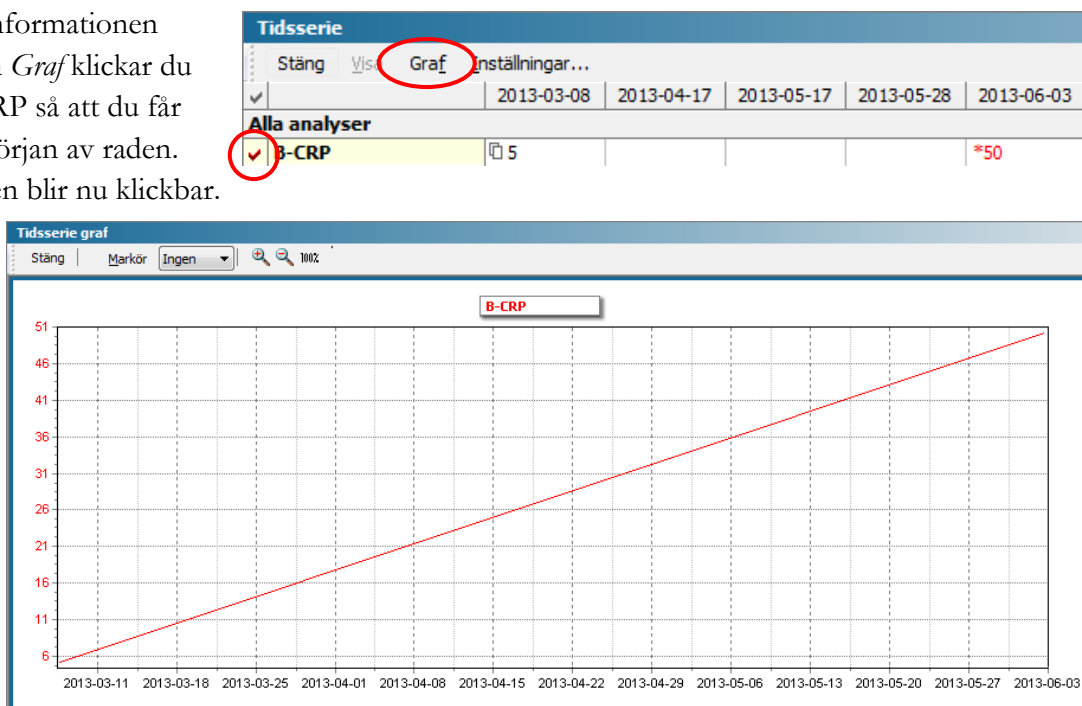 nformationen
Graf klickar du
RP så att du får
örjan av raden.
en blir nu klickbar.
Tidsserie
Stäng Graf nställningar...
2013-03-08 2013-04-17 2013-05-17 2013-05-28 2013-06-03
Alla analyser
B-CRP 5 *50
Tidsserie graf
Stäng Markör Ingen 100%
B-CRP
51
46
41
36
31
26
21
16
11
6
2013-03-11 2013-03-18 2013-03-25 2013-04-01 2013-04-08 2013-04-15 2013-04-22 2013-04-29 2013-05-06 2013-05-13 2013-05-20 2013-05-27 2013-06-03